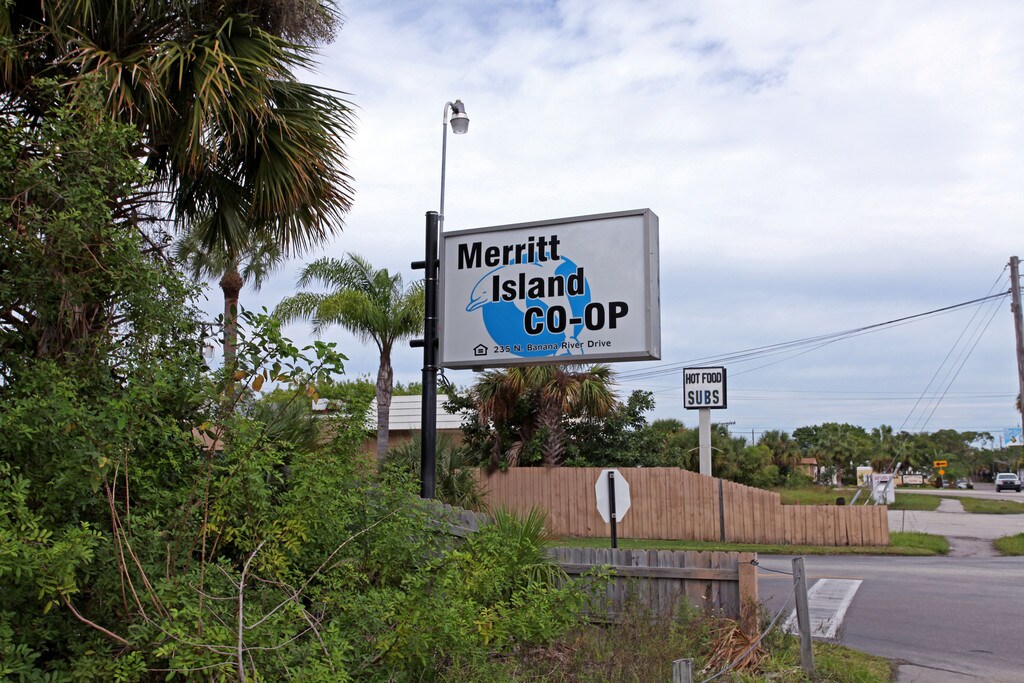 Merritt
Island
CO-OP
235 N. Banana River Drive
HOT FOOD
SUBS